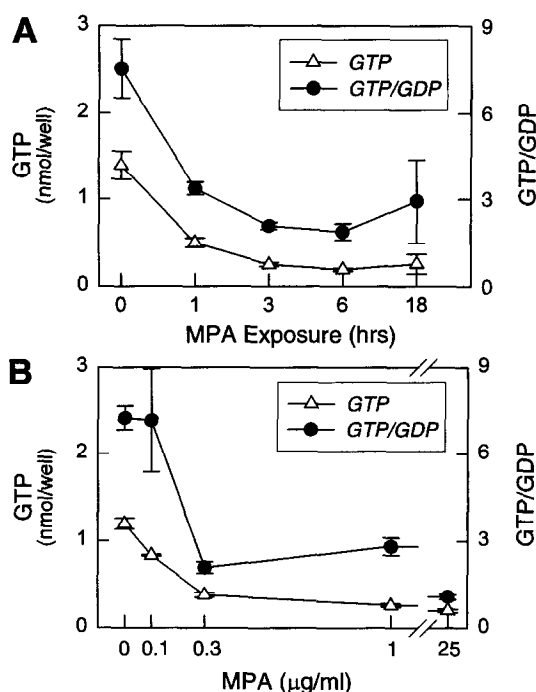 A
3
2
1
0
GTP
(nmol/well)
GTP
GTP/GDP
9
6
3
0
GTP/GDP
0 1 3 6 18
MPA Exposure (hrs)
B
3
2
1
0
GTP
(nmol/well)
GTP
GTP/GDP
9
6
3
0
GTP/GDP
0 0.1 0.3 1 25
MPA (μg/ml)